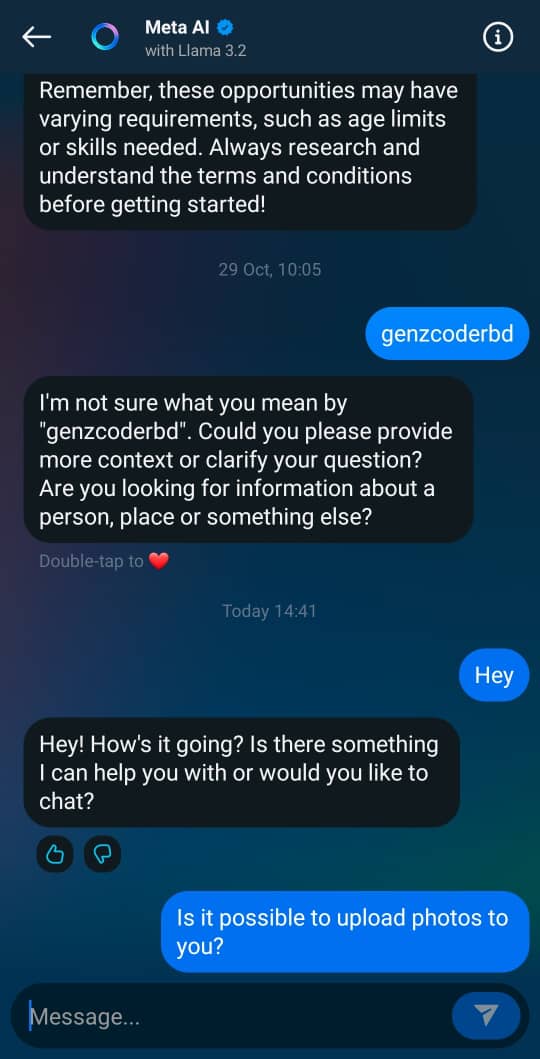 Meta AI
with Llama 3.2
Remember, these opportunities may have
varying requirements, such as age limits
or skills needed. Always research and
understand the terms and conditions
before getting started!
29 Oct, 10:05
genzcoderbd
I'm not sure what you mean by
"genzcoderbd". Could you please provide
more context or clarify your question?
Are you looking for information about a
person, place or something else?
Double-tap to ❤️
Today 14:41
Hey
Hey! How's it going? Is there something
I can help you with or would you like to
chat?
Is it possible to upload photos to
you?
Message...